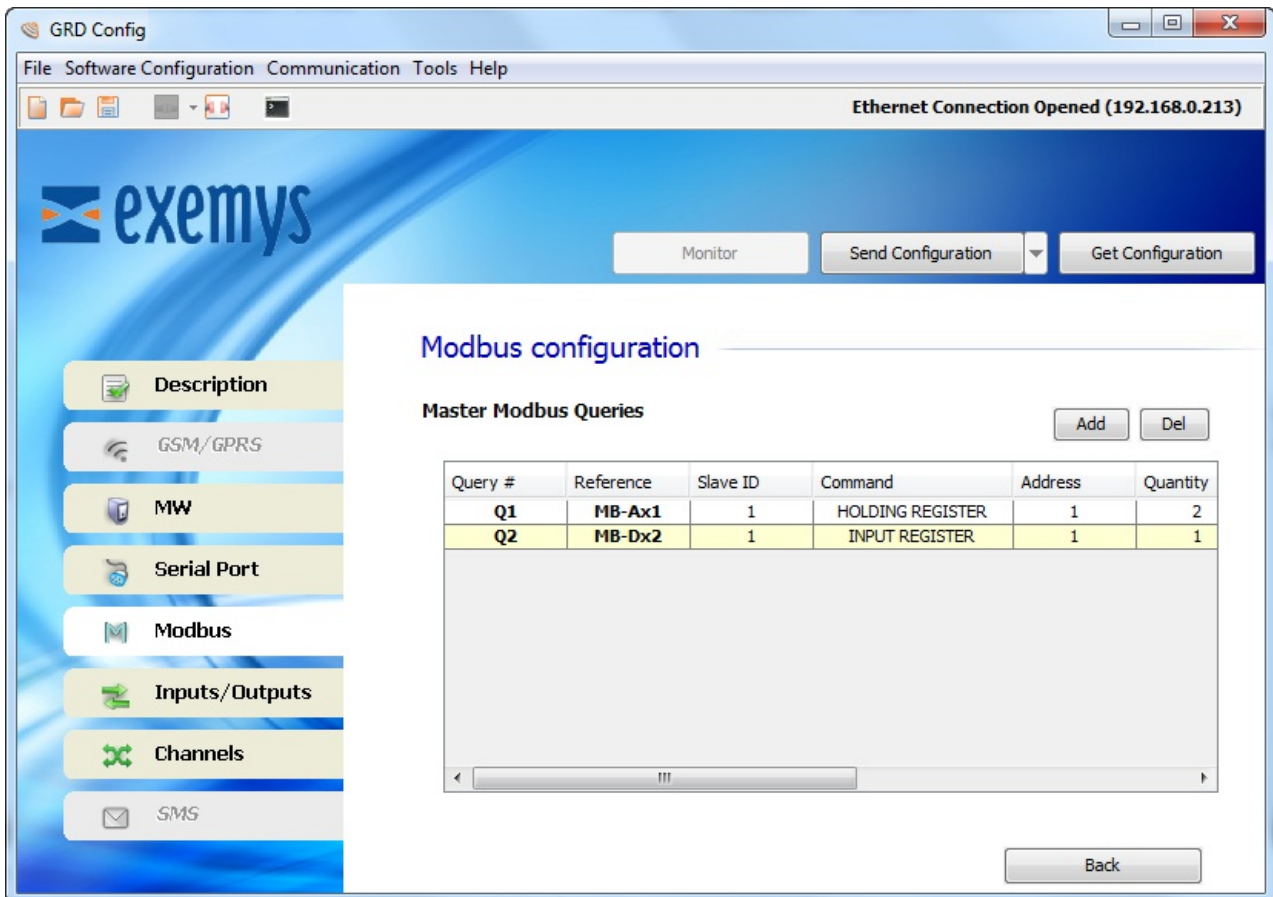 GRD Config
File Software Configuration Communication Tools Help
Ethernet Connection Opened (192.168.0.213)
exemys
Monitor Send Configuration Get Configuration
Modbus configuration
Description
GSM/GPRS
MW
Serial Port
Modbus
Inputs/Outputs
Channels
SMS
Master Modbus Queries
Add Del
Query # Reference Slave ID Command Address Quantity
Q1 MB-Ax1 1 HOLDING REGISTER 1 2
Q2 MB-Dx2 1 INPUT REGISTER 1 1
Back